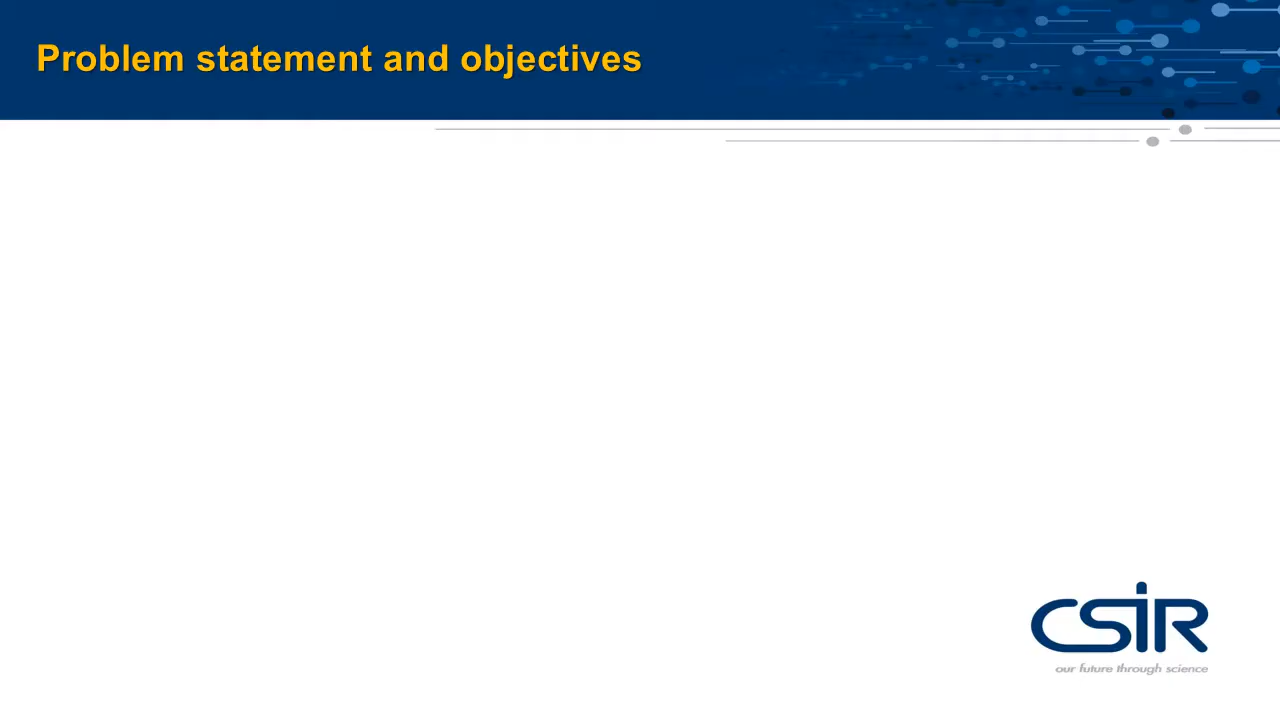 Problem statement and objectives
CSIR
our future through science